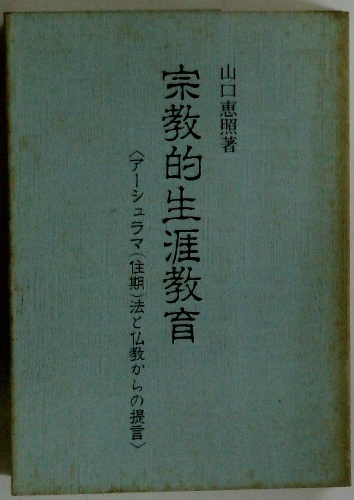 山口恵照著
宗教的生涯教育
〈アーシュラマ(住期)法と仏教からの提言〉